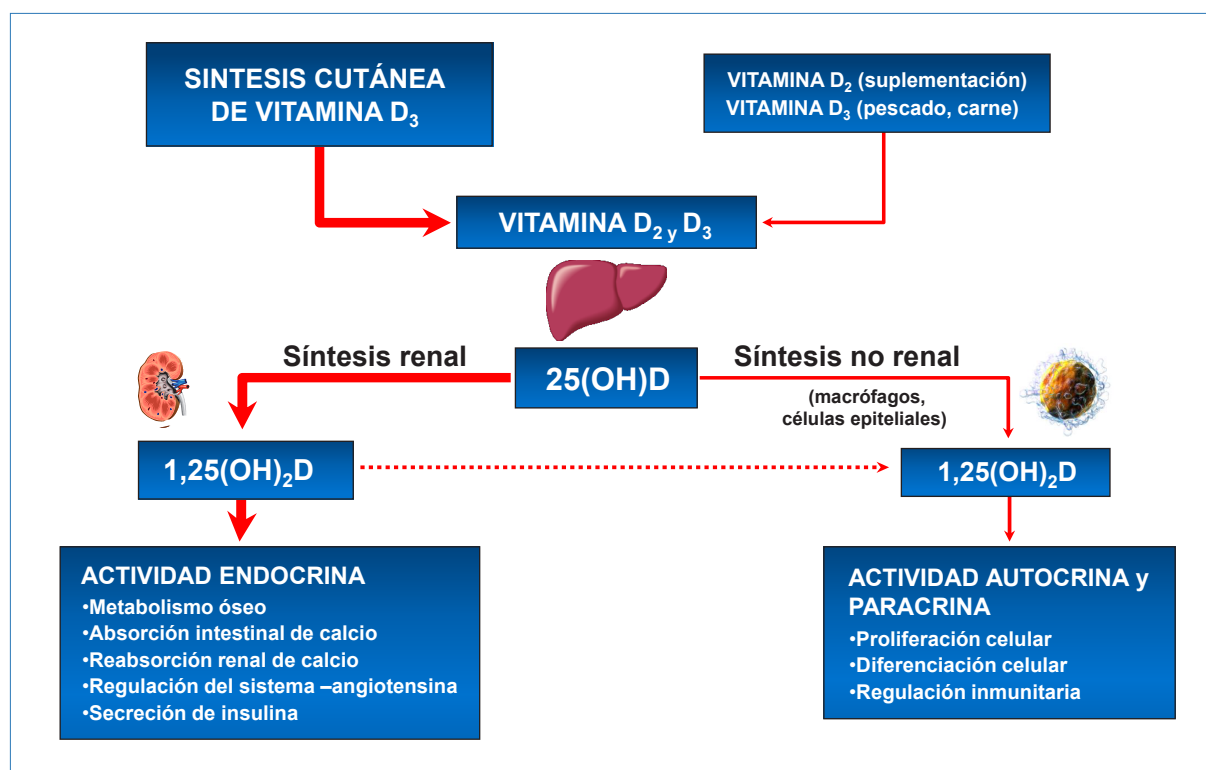 SINTESIS CUTÁNEA
DE VITAMINA D₃
VITAMINA D₂ (suplementación)
VITAMINA D₃ (pescado, carne)
VITAMINA D₂ y D₃
Síntesis renal
25(OH)D
Síntesis no renal
(macrófagos,
células epiteliales)
1,25(OH)₂D
1,25(OH)₂D
ACTIVIDAD ENDOCRINA
•Metabolismo óseo
•Absorción intestinal de calcio
•Reabsorción renal de calcio
•Regulación del sistema –angiotensina
•Secreción de insulina
ACTIVIDAD AUTOCRINA y
PARACRINA
•Proliferación celular
•Diferenciación celular
•Regulación inmunitaria